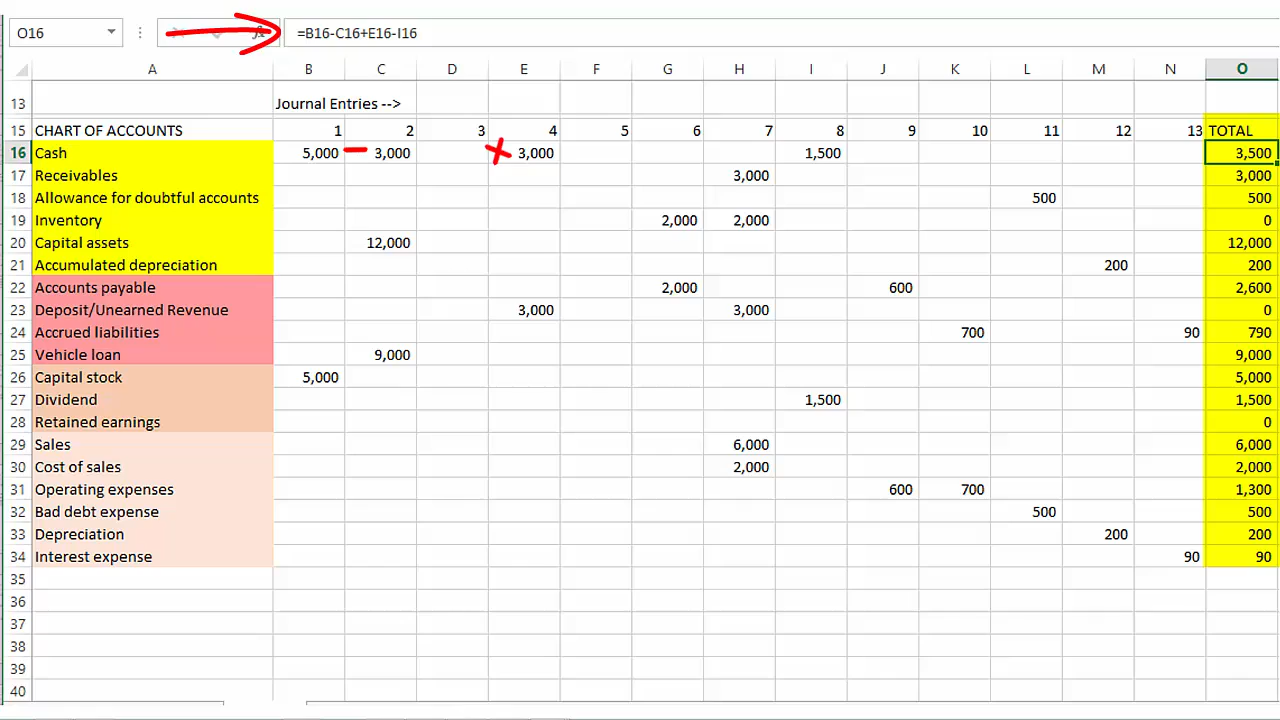 O16 fx =B16-C16+E16-I16
A B C D E F G H I J K L M N O
13 Journal Entries -->
15 CHART OF ACCOUNTS 1 2 3 4 5 6 7 8 9 10 11 12 13 TOTAL
16 Cash 5,000 3,000 3,000 1,500 3,500
17 Receivables 3,000 3,000
18 Allowance for doubtful accounts 500 500
19 Inventory 2,000 2,000 0
20 Capital assets 12,000 12,000
21 Accumulated depreciation 200 200
22 Accounts payable 2,000 600 2,600
23 Deposit/Unearned Revenue 3,000 3,000 0
24 Accrued liabilities 700 90 790
25 Vehicle loan 9,000 9,000
26 Capital stock 5,000 5,000
27 Dividend 1,500 1,500
28 Retained earnings 0
29 Sales 6,000 6,000
30 Cost of sales 2,000 2,000
31 Operating expenses 600 700 1,300
32 Bad debt expense 500 500
33 Depreciation 200 200
34 Interest expense 90 90
35
36
37
38
39
40